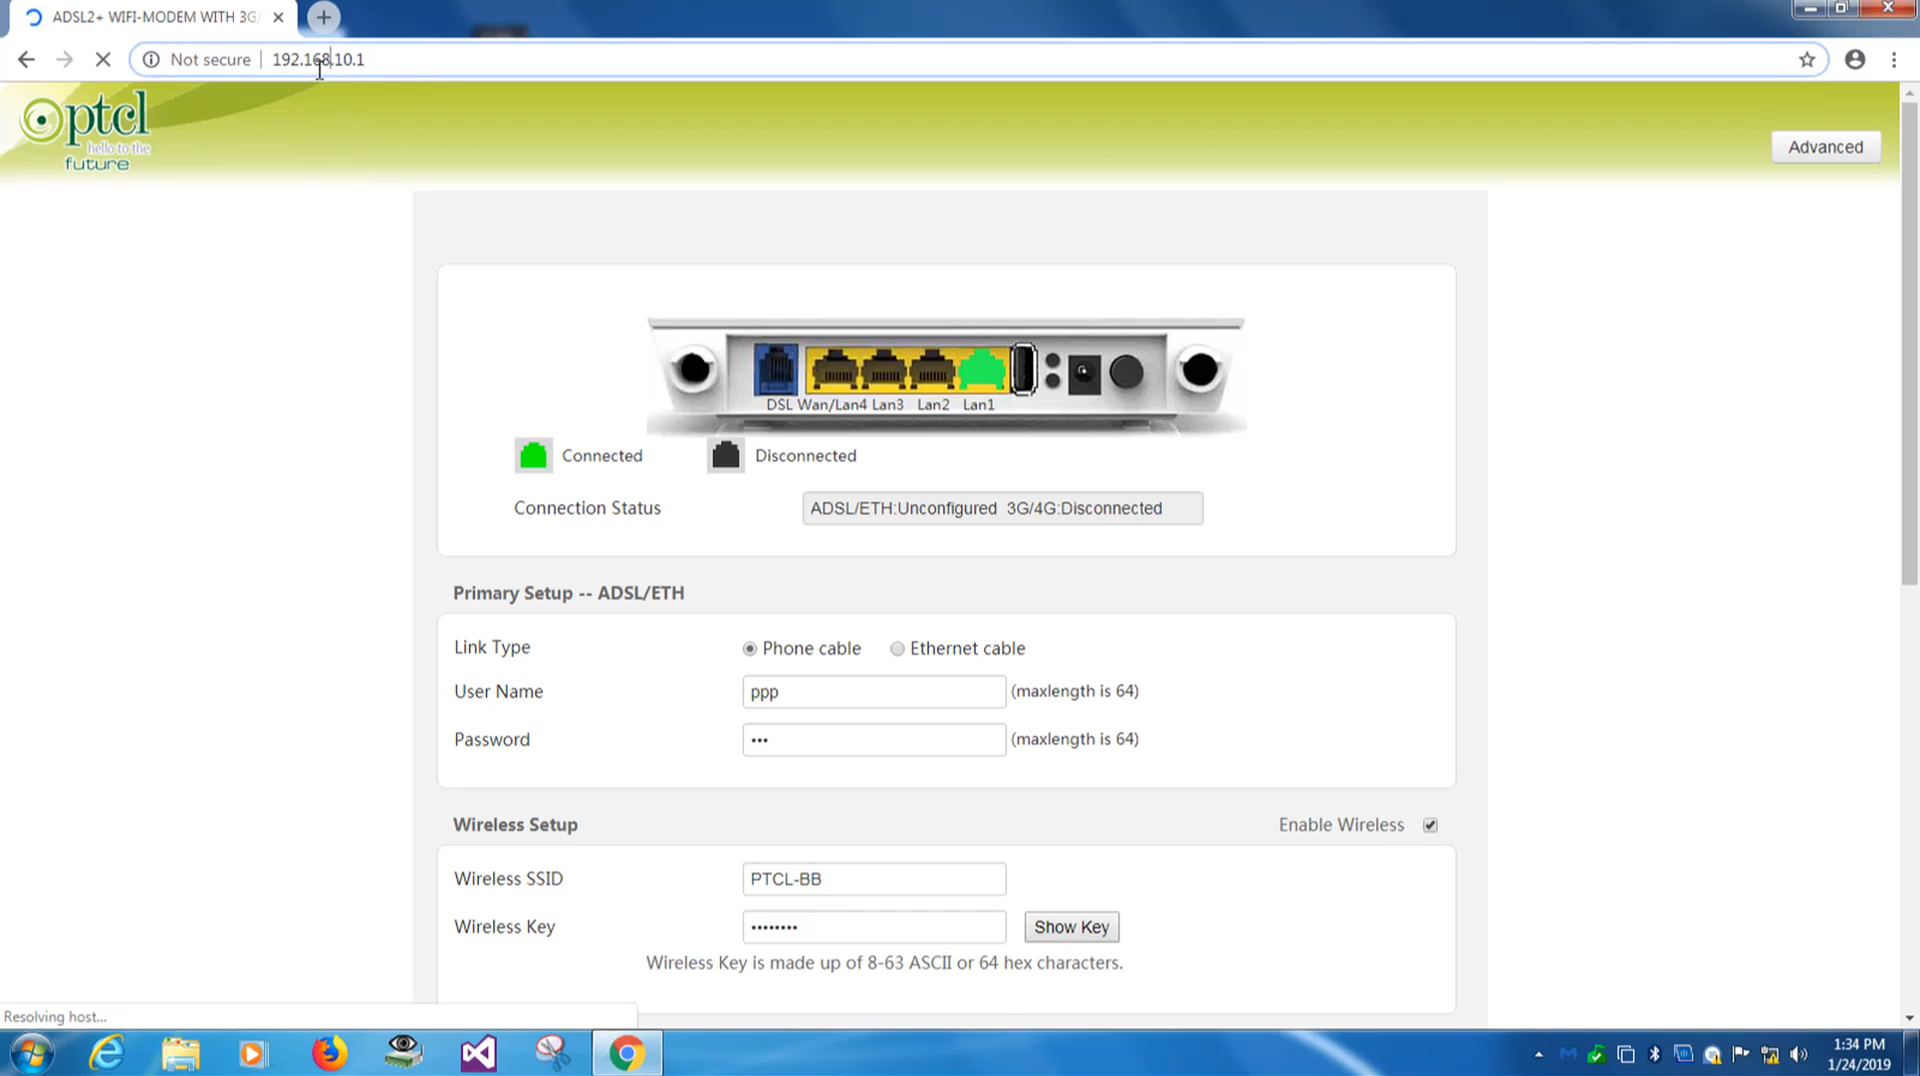 ADSL2+ WIFI-MODEM WITH 3G/
Not secure
192.168.10.1
ptcl
hello to the
future
Advanced
DSL Wan/Lan4 Lan3 Lan2 Lan1
Connected
Disconnected
Connection Status
ADSL/ETH:Unconfigured 3G/4G:Disconnected
Primary Setup -- ADSL/ETH
Link Type
Phone cable
Ethernet cable
User Name
ppp
(maxlength is 64)
Password
•••
(maxlength is 64)
Wireless Setup
Enable Wireless
Wireless SSID
PTCL-BB
Wireless Key
••••••••
Show Key
Wireless Key is made up of 8-63 ASCII or 64 hex characters.
Resolving host...
1:34 PM
1/24/2019